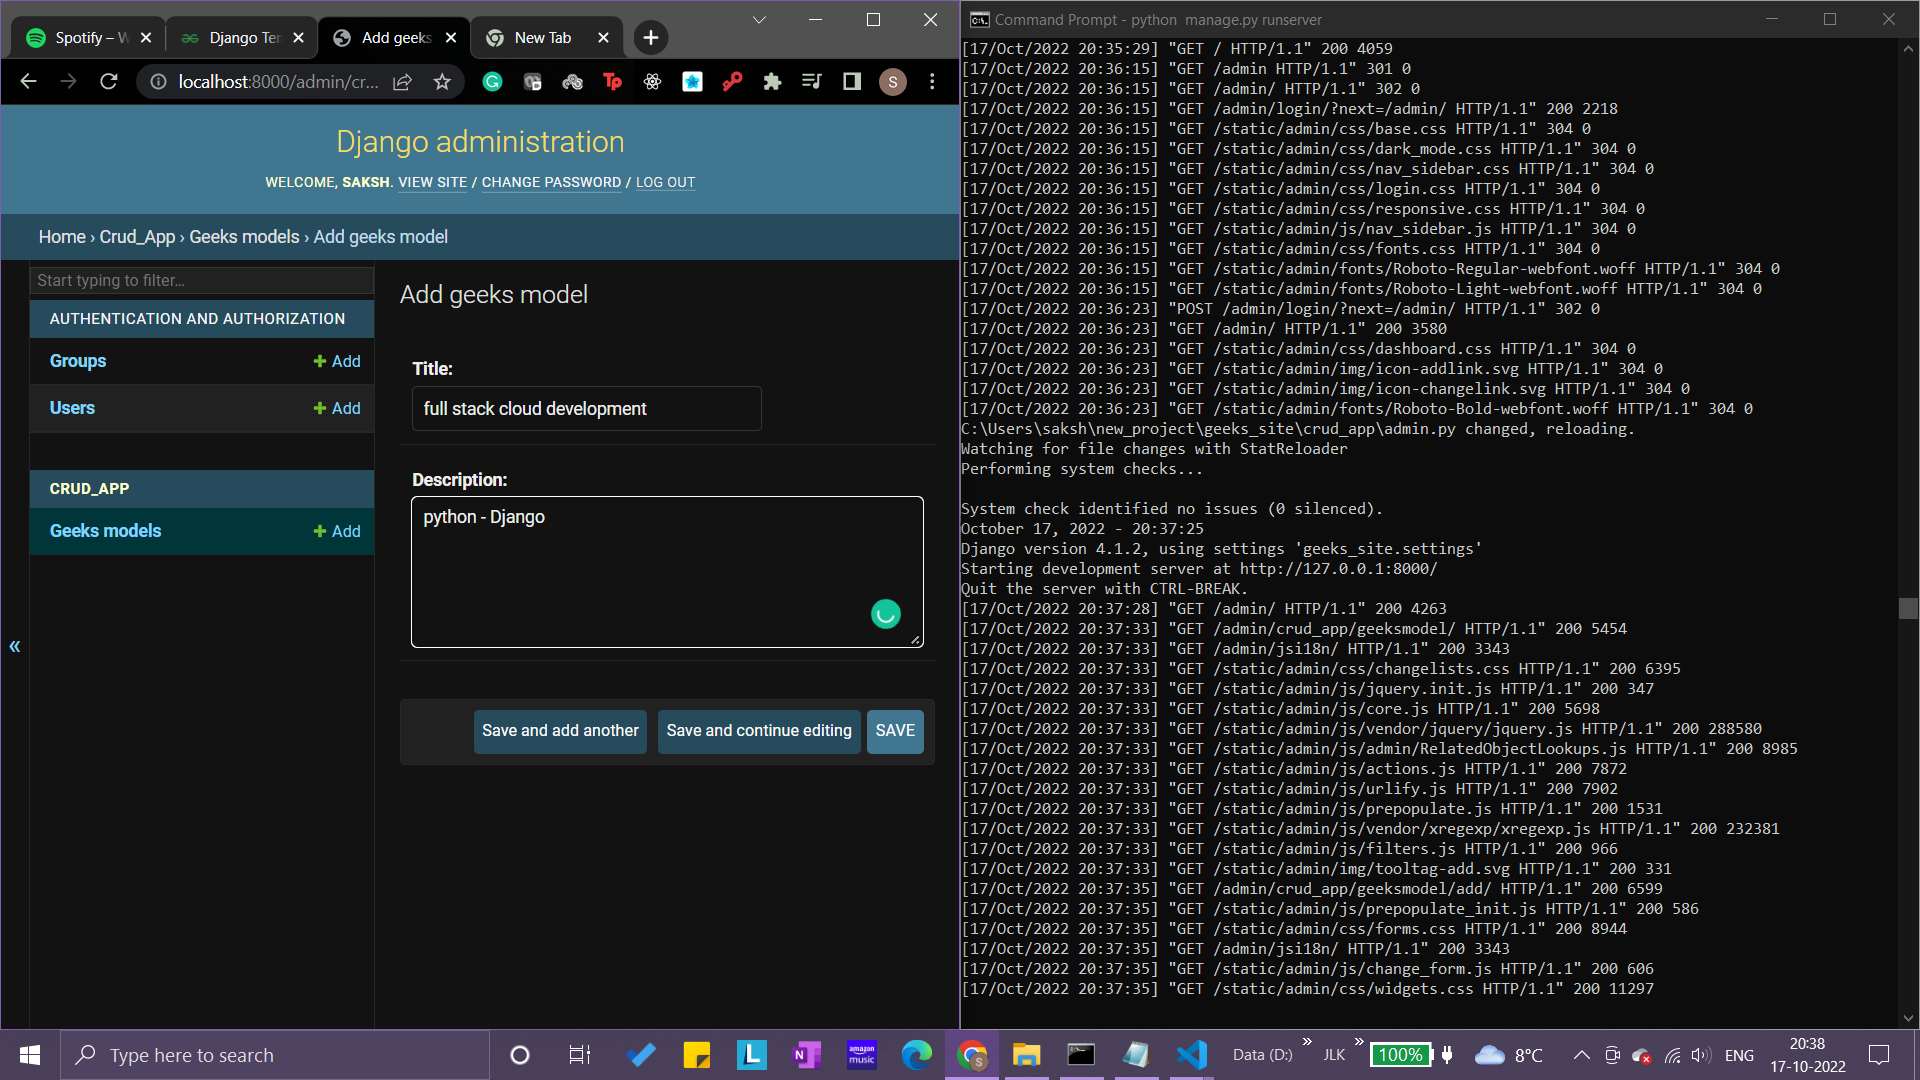 Spotify – W
Django Ten
Add geeks
New Tab
localhost:8000/admin/cr...
Tp
S
Django administration
WELCOME, SAKSH. VIEW SITE / CHANGE PASSWORD / LOG OUT
Home › Crud_App › Geeks models › Add geeks model
Start typing to filter...
AUTHENTICATION AND AUTHORIZATION
Groups
+ Add
Users
+ Add
CRUD_APP
Geeks models
+ Add
«
Add geeks model
Title:
full stack cloud development
Description:
python - Django
Save and add another
Save and continue editing
SAVE
Command Prompt - python manage.py runserver
[17/Oct/2022 20:35:29] "GET / HTTP/1.1" 200 4059
[17/Oct/2022 20:36:15] "GET /admin HTTP/1.1" 301 0
[17/Oct/2022 20:36:15] "GET /admin/ HTTP/1.1" 302 0
[17/Oct/2022 20:36:15] "GET /admin/login/?next=/admin/ HTTP/1.1" 200 2218
[17/Oct/2022 20:36:15] "GET /static/admin/css/base.css HTTP/1.1" 304 0
[17/Oct/2022 20:36:15] "GET /static/admin/css/dark_mode.css HTTP/1.1" 304 0
[17/Oct/2022 20:36:15] "GET /static/admin/css/nav_sidebar.css HTTP/1.1" 304 0
[17/Oct/2022 20:36:15] "GET /static/admin/css/login.css HTTP/1.1" 304 0
[17/Oct/2022 20:36:15] "GET /static/admin/css/responsive.css HTTP/1.1" 304 0
[17/Oct/2022 20:36:15] "GET /static/admin/js/nav_sidebar.js HTTP/1.1" 304 0
[17/Oct/2022 20:36:15] "GET /static/admin/css/fonts.css HTTP/1.1" 304 0
[17/Oct/2022 20:36:15] "GET /static/admin/fonts/Roboto-Regular-webfont.woff HTTP/1.1" 304 0
[17/Oct/2022 20:36:15] "GET /static/admin/fonts/Roboto-Light-webfont.woff HTTP/1.1" 304 0
[17/Oct/2022 20:36:23] "POST /admin/login/?next=/admin/ HTTP/1.1" 302 0
[17/Oct/2022 20:36:23] "GET /admin/ HTTP/1.1" 200 3580
[17/Oct/2022 20:36:23] "GET /static/admin/css/dashboard.css HTTP/1.1" 304 0
[17/Oct/2022 20:36:23] "GET /static/admin/img/icon-addlink.svg HTTP/1.1" 304 0
[17/Oct/2022 20:36:23] "GET /static/admin/img/icon-changelink.svg HTTP/1.1" 304 0
[17/Oct/2022 20:36:23] "GET /static/admin/fonts/Roboto-Bold-webfont.woff HTTP/1.1" 304 0
C:\Users\saksh\new_project\geeks_site\crud_app\admin.py changed, reloading.
Watching for file changes with StatReloader
Performing system checks...
System check identified no issues (0 silenced).
October 17, 2022 - 20:37:25
Django version 4.1.2, using settings 'geeks_site.settings'
Starting development server at http://127.0.0.1:8000/
Quit the server with CTRL-BREAK.
[17/Oct/2022 20:37:28] "GET /admin/ HTTP/1.1" 200 4263
[17/Oct/2022 20:37:33] "GET /admin/crud_app/geeksmodel/ HTTP/1.1" 200 5454
[17/Oct/2022 20:37:33] "GET /admin/jsi18n/ HTTP/1.1" 200 3343
[17/Oct/2022 20:37:33] "GET /static/admin/css/changelists.css HTTP/1.1" 200 6395
[17/Oct/2022 20:37:33] "GET /static/admin/js/jquery.init.js HTTP/1.1" 200 347
[17/Oct/2022 20:37:33] "GET /static/admin/js/core.js HTTP/1.1" 200 5698
[17/Oct/2022 20:37:33] "GET /static/admin/js/vendor/jquery/jquery.js HTTP/1.1" 200 288580
[17/Oct/2022 20:37:33] "GET /static/admin/js/admin/RelatedObjectLookups.js HTTP/1.1" 200 8985
[17/Oct/2022 20:37:33] "GET /static/admin/js/actions.js HTTP/1.1" 200 7872
[17/Oct/2022 20:37:33] "GET /static/admin/js/urlify.js HTTP/1.1" 200 7902
[17/Oct/2022 20:37:33] "GET /static/admin/js/prepopulate.js HTTP/1.1" 200 1531
[17/Oct/2022 20:37:33] "GET /static/admin/js/vendor/xregexp/xregexp.js HTTP/1.1" 200 232381
[17/Oct/2022 20:37:33] "GET /static/admin/js/filters.js HTTP/1.1" 200 966
[17/Oct/2022 20:37:33] "GET /static/admin/img/tooltag-add.svg HTTP/1.1" 200 331
[17/Oct/2022 20:37:35] "GET /admin/crud_app/geeksmodel/add/ HTTP/1.1" 200 6599
[17/Oct/2022 20:37:35] "GET /static/admin/js/prepopulate_init.js HTTP/1.1" 200 586
[17/Oct/2022 20:37:35] "GET /static/admin/css/forms.css HTTP/1.1" 200 8944
[17/Oct/2022 20:37:35] "GET /admin/jsi18n/ HTTP/1.1" 200 3343
[17/Oct/2022 20:37:35] "GET /static/admin/js/change_form.js HTTP/1.1" 200 606
[17/Oct/2022 20:37:35] "GET /static/admin/css/widgets.css HTTP/1.1" 200 11297
Type here to search
L
N
amazon music
S
Data (D:)
»
JLK
»
100%
8°C
ENG
20:38
17-10-2022